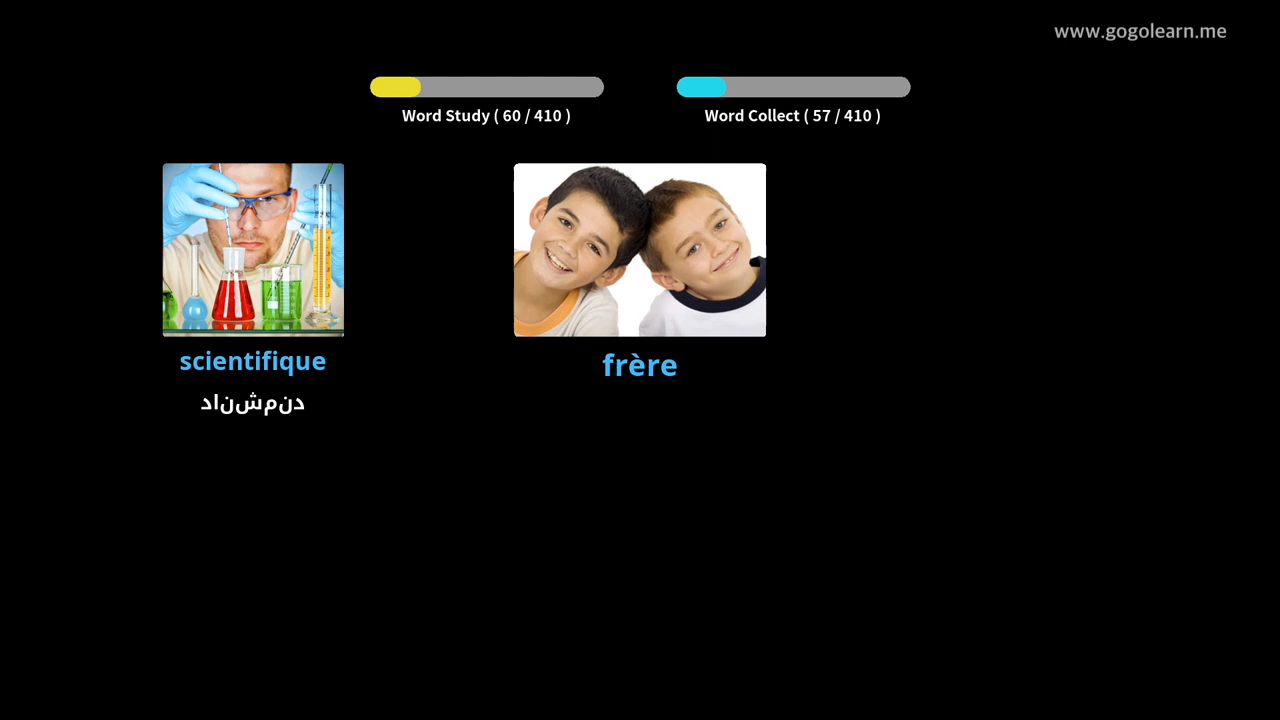 www.gogolearn.me
Word Study ( 60 / 410 )
Word Collect ( 57 / 410 )
scientifique
دنمشناد
frère